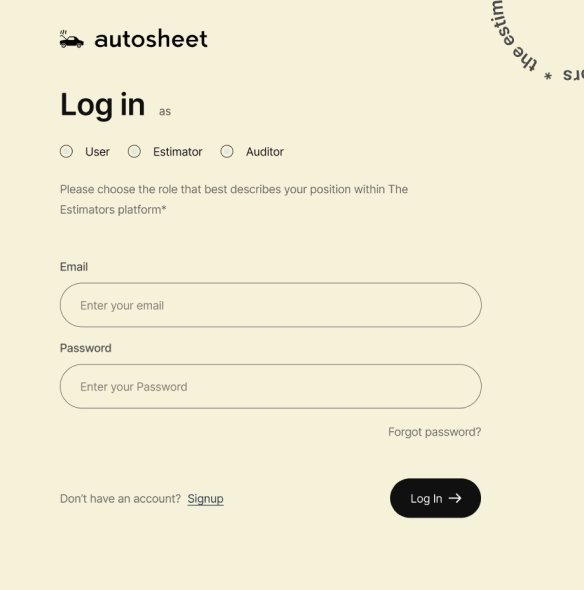 autosheet
Log in as
User Estimator Auditor
Please choose the role that best describes your position within The
Estimators platform*
Email
Enter your email
Password
Enter your Password
Forgot password?
Don't have an account? Signup
Log In
* the